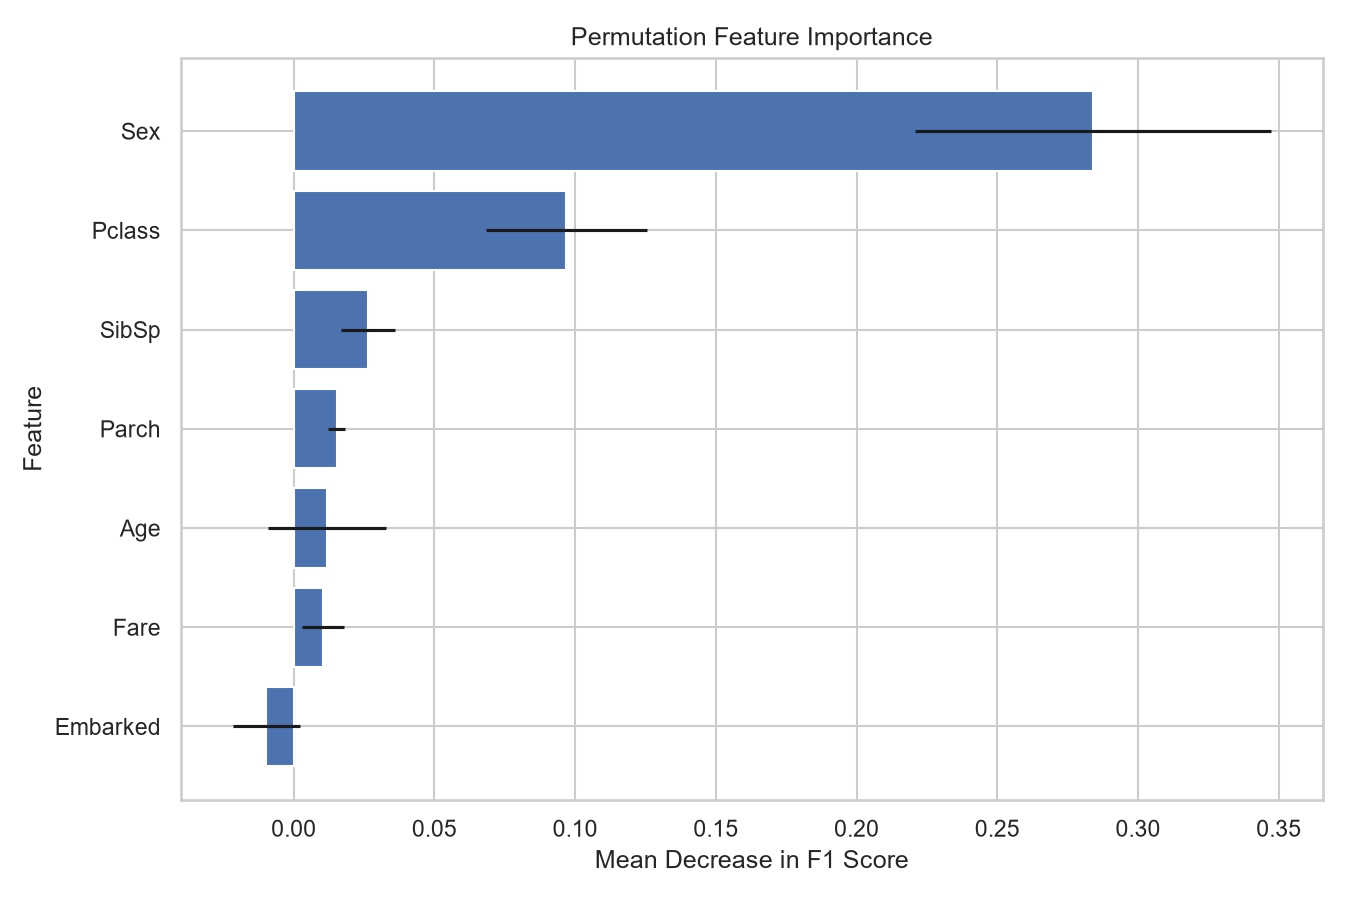 Permutation Feature Importance
Feature
Sex
Pclass
SibSp
Parch
Age
Fare
Embarked
0.00 0.05 0.10 0.15 0.20 0.25 0.30 0.35
Mean Decrease in F1 Score